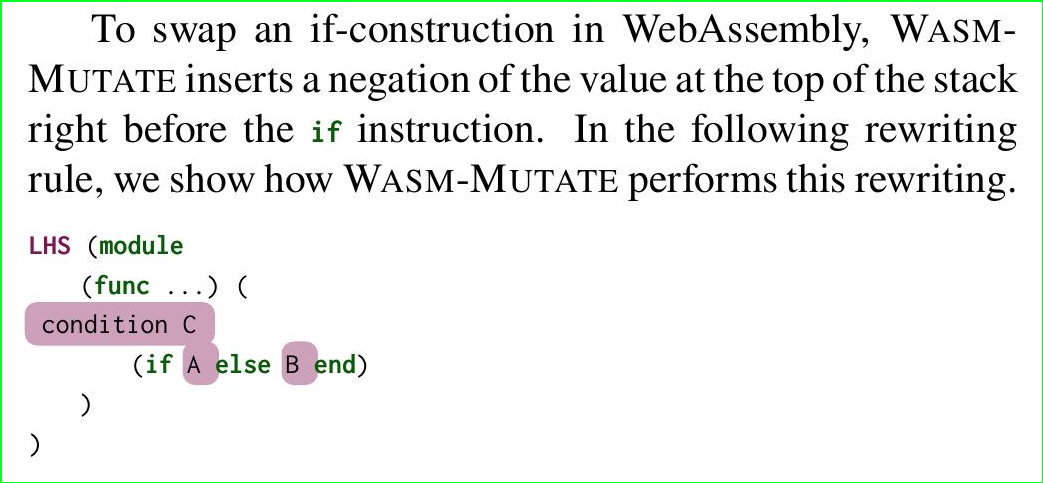 To swap an if-construction in WebAssembly, WASM-
MUTATE inserts a negation of the value at the top of the stack
right before the if instruction. In the following rewriting
rule, we show how WASM-MUTATE performs this rewriting.
LHS (module
(func ...) (
condition C
(if A else B end)
)
)